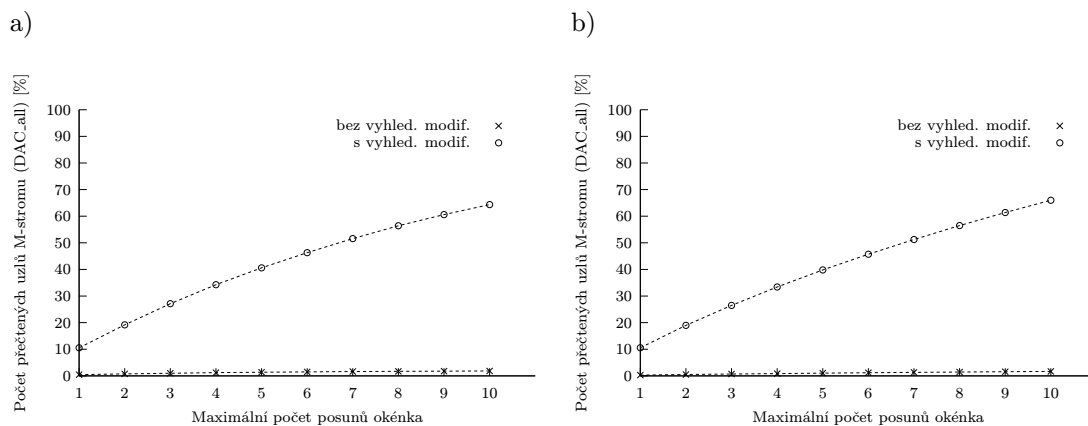 a)
Počet přečtených uzlů M-stromu (DAC_all) [%]
100
90
80
70
60
50
40
30
20
10
0
bez vyhled. modif.
s vyhled. modif.
1 2 3 4 5 6 7 8 9 10
Maximální počet posunů okénka
b)
Počet přečtených uzlů M-stromu (DAC_all) [%]
100
90
80
70
60
50
40
30
20
10
0
bez vyhled. modif.
s vyhled. modif.
1 2 3 4 5 6 7 8 9 10
Maximální počet posunů okénka